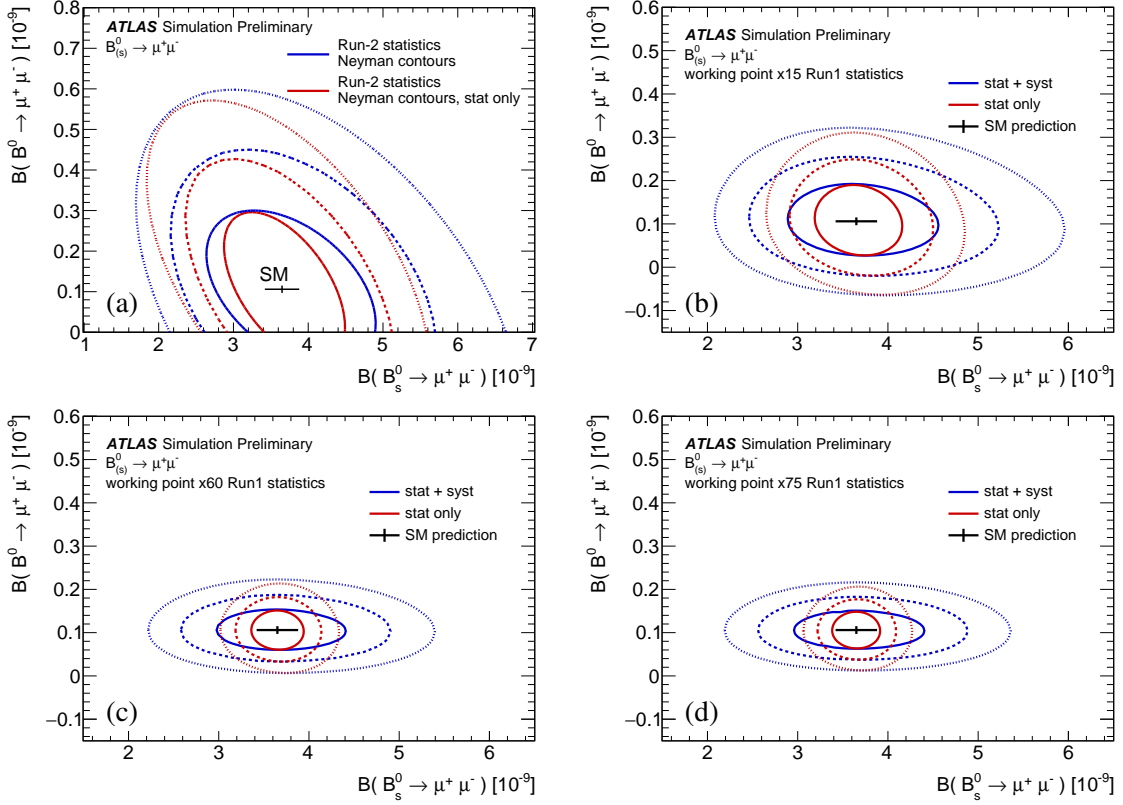 ATLAS Simulation Preliminary
B⁰₍ₛ₎ → μ⁺μ⁻
Run-2 statistics
Neyman contours
Run-2 statistics
Neyman contours, stat only
SM
(a)
B( B⁰ → μ⁺ μ⁻ ) [10⁻⁹]
0.8
0.7
0.6
0.5
0.4
0.3
0.2
0.1
0
1 2 3 4 5 6 7
B( B⁰ₛ → μ⁺ μ⁻ ) [10⁻⁹]
ATLAS Simulation Preliminary
B⁰₍ₛ₎ → μ⁺μ⁻
working point x15 Run1 statistics
stat + syst
stat only
SM prediction
(b)
B( B⁰ → μ⁺ μ⁻ ) [10⁻⁹]
0.6
0.5
0.4
0.3
0.2
0.1
0
−0.1
2 3 4 5 6
B( B⁰ₛ → μ⁺ μ⁻ ) [10⁻⁹]
ATLAS Simulation Preliminary
B⁰₍ₛ₎ → μ⁺μ⁻
working point x60 Run1 statistics
stat + syst
stat only
SM prediction
(c)
B( B⁰ → μ⁺ μ⁻ ) [10⁻⁹]
0.6
0.5
0.4
0.3
0.2
0.1
0
−0.1
2 3 4 5 6
B( B⁰ₛ → μ⁺ μ⁻ ) [10⁻⁹]
ATLAS Simulation Preliminary
B⁰₍ₛ₎ → μ⁺μ⁻
working point x75 Run1 statistics
stat + syst
stat only
SM prediction
(d)
B( B⁰ → μ⁺ μ⁻ ) [10⁻⁹]
0.6
0.5
0.4
0.3
0.2
0.1
0
−0.1
2 3 4 5 6
B( B⁰ₛ → μ⁺ μ⁻ ) [10⁻⁹]